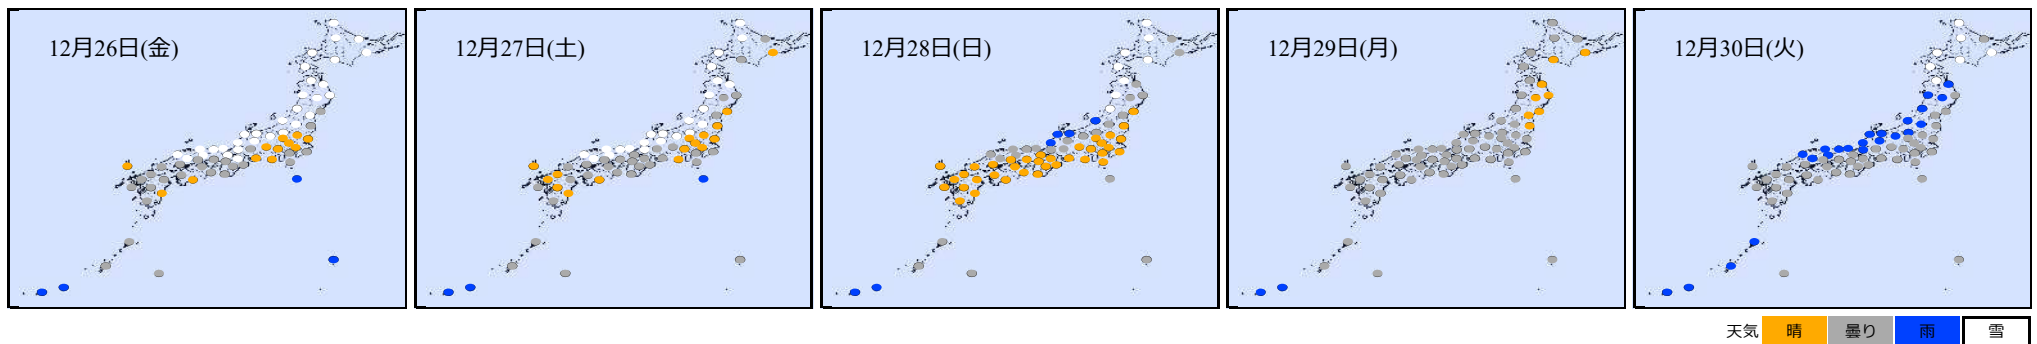 12月26日(金)
12月27日(土)
12月28日(日)
12月29日(月)
12月30日(火)
天気 晴 曇り 雨 雪